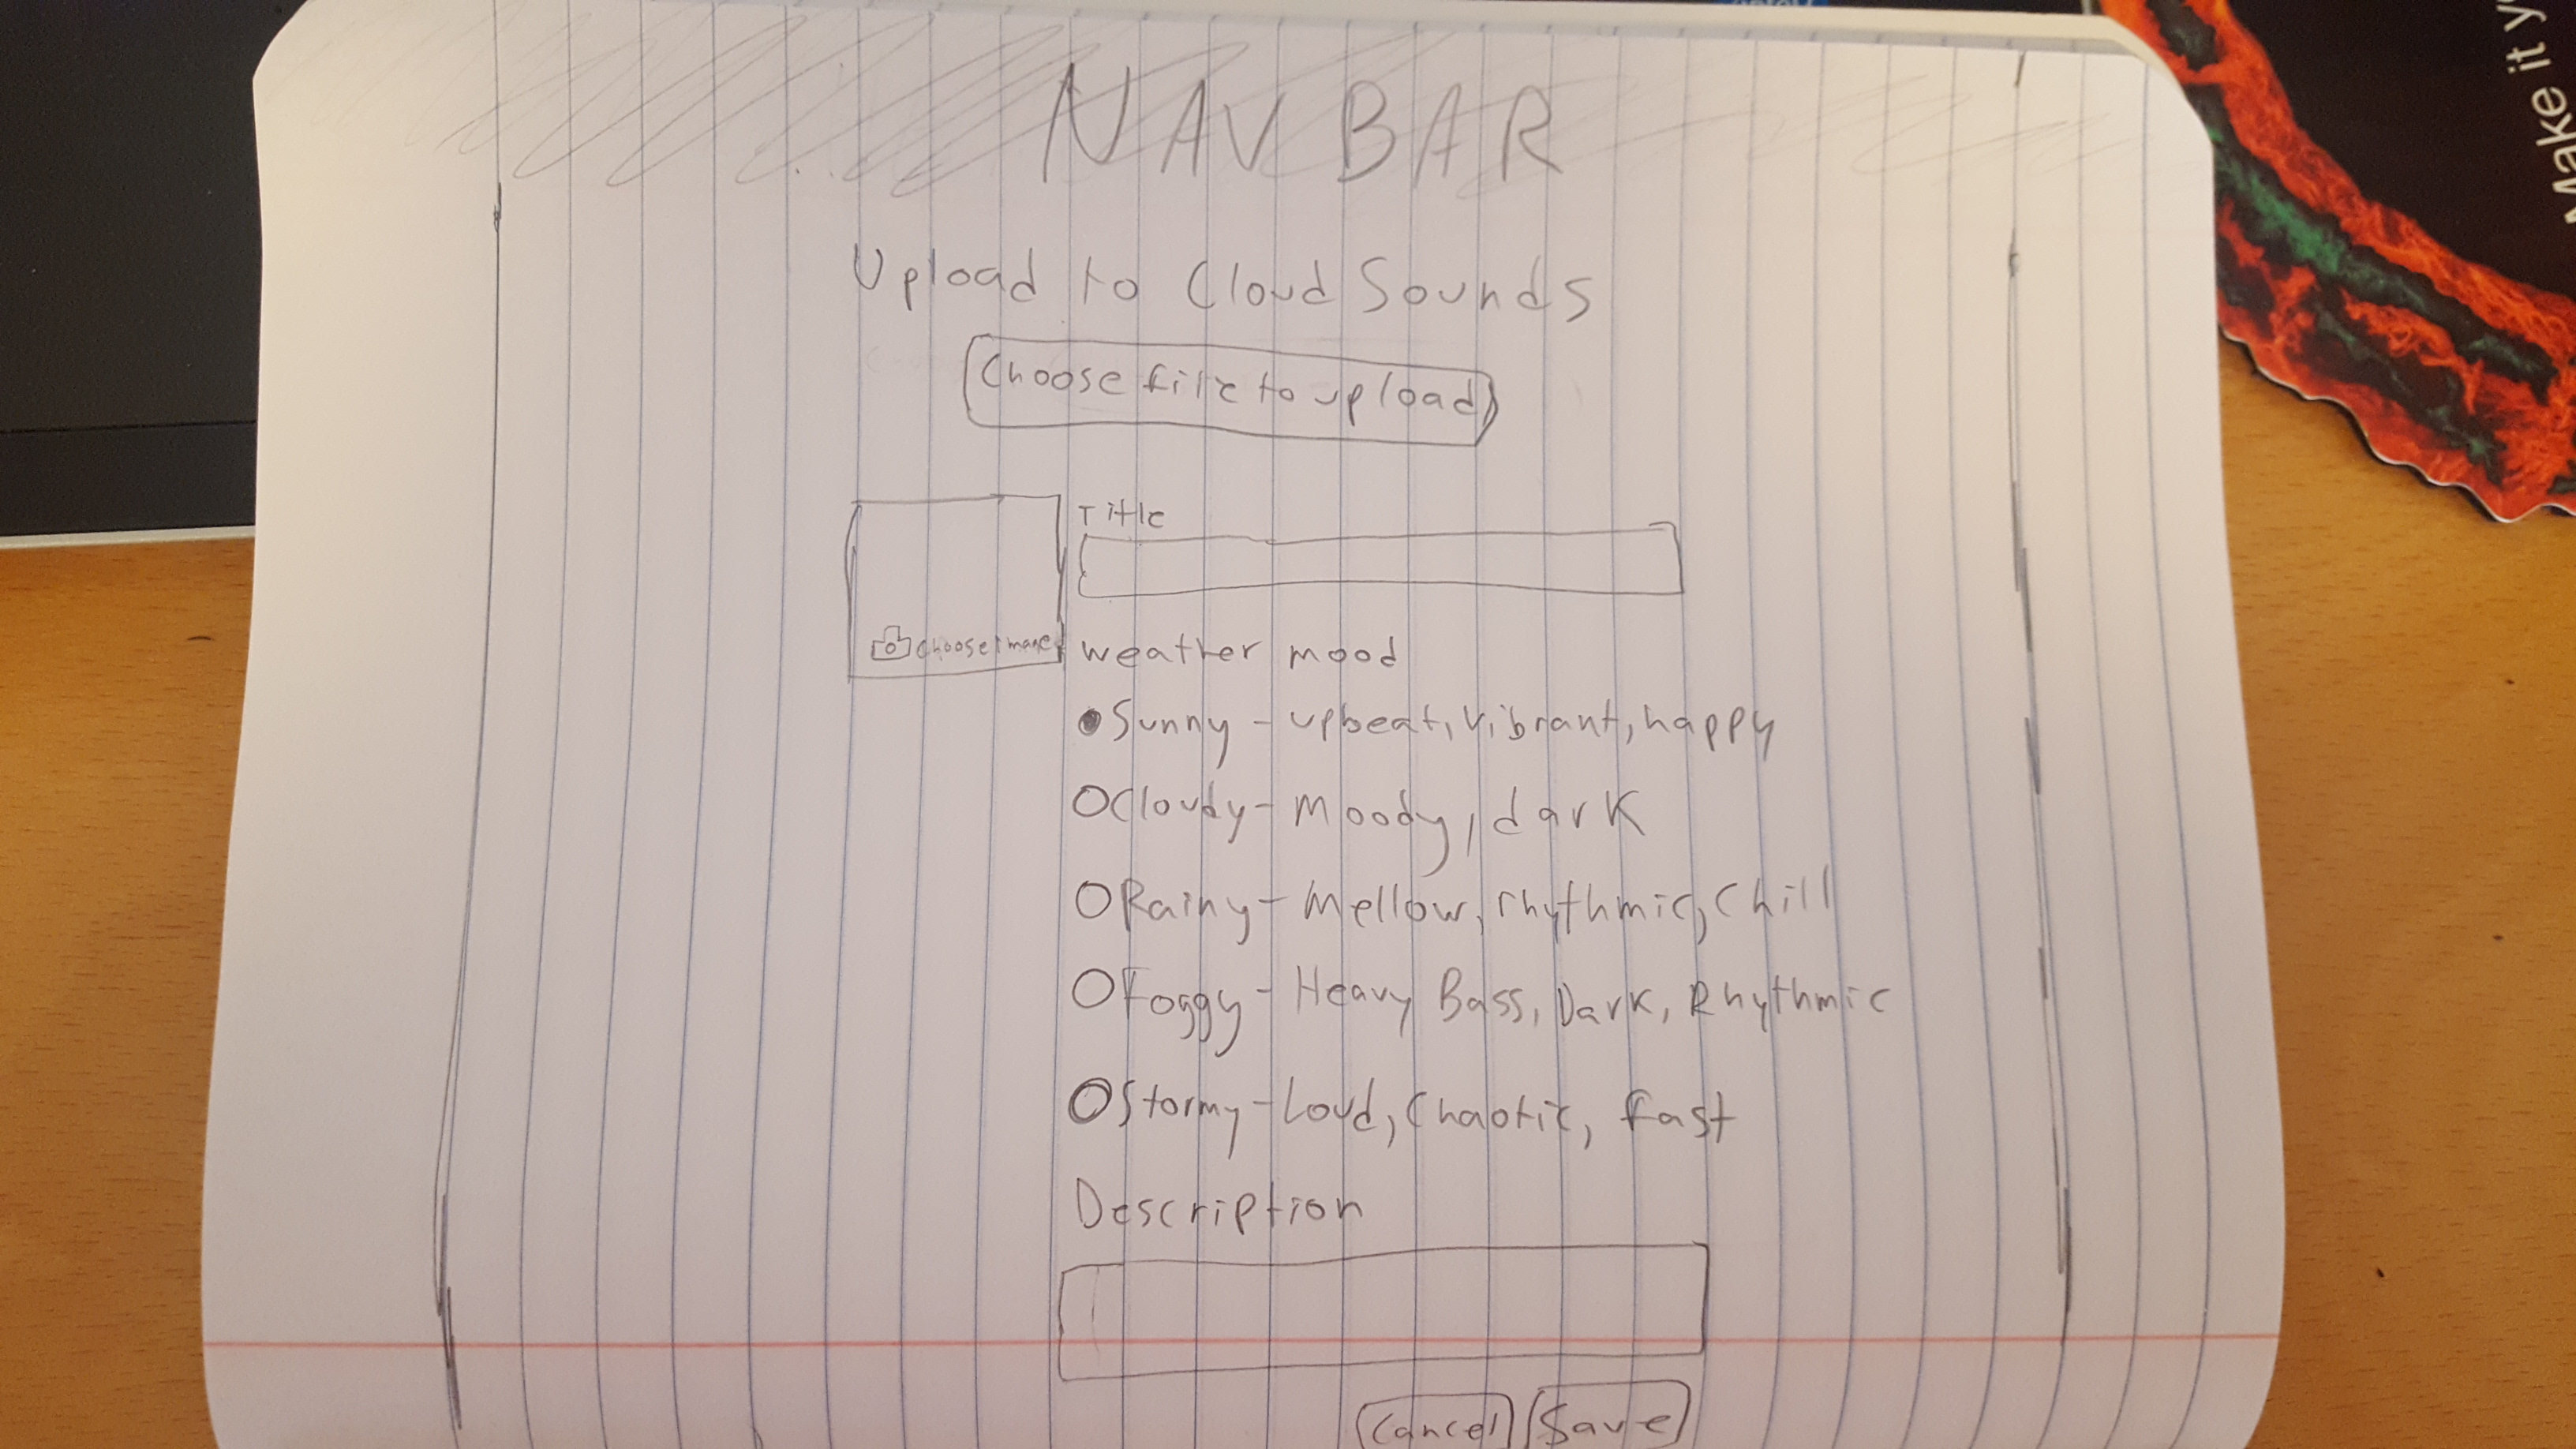 NAV BAR
Upload to Cloud Sounds
Choose file to upload
Title
Choose Image
weather mood
Sunny - upbeat, vibrant, happy
Cloudy - Moody, dark
Rainy - Mellow, rhythmic, Chill
Foggy - Heavy Bass, Dark, Rhythmic
Stormy - Loud, Chaotic, fast
Description
Cancel Save
Make it y